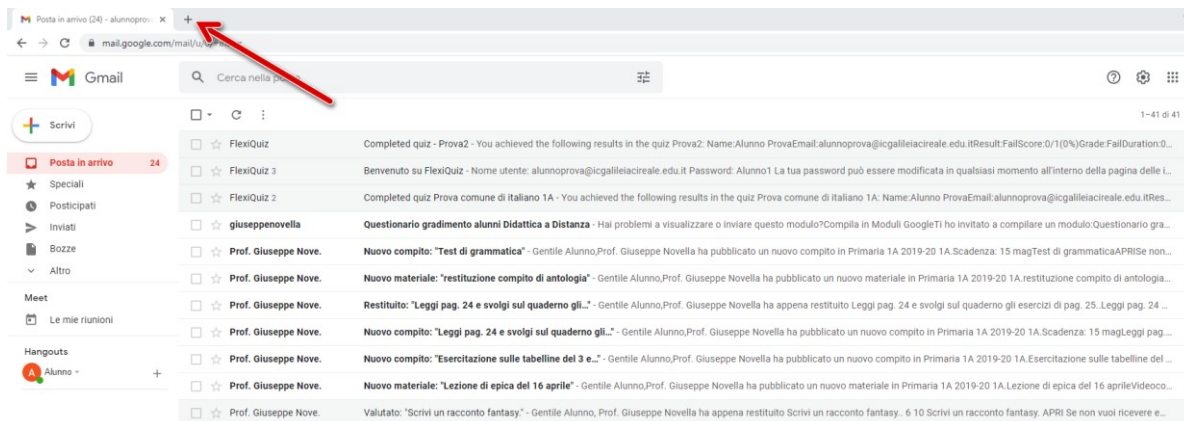 Posta in arrivo (24) - alunnopro
mail.google.com/mail/u/0/
Gmail
Cerca nella
Scrivi
1–41 di 41
Posta in arrivo 24
Speciali
Posticipati
Inviati
Bozze
Altro
Meet
Le mie riunioni
Hangouts
A Alunno
FlexiQuiz Completed quiz - Prova2 - You achieved the following results in the quiz Prova2: Name:Alunno ProvaEmail:alunnoprova@icgalileiacireale.edu.itResult:FailScore:0/1(0%)Grade:FailDuration:0...
FlexiQuiz 3 Benvenuto su FlexiQuiz - Nome utente: alunnoprova@icgalileiacireale.edu.it Password: Alunno1 La tua password può essere modificata in qualsiasi momento all'interno della pagina delle i...
FlexiQuiz 2 Completed quiz Prova comune di italiano 1A - You achieved the following results in the quiz Prova comune di italiano 1A: Name:Alunno ProvaEmail:alunnoprova@icgalileiacireale.edu.itRes...
giuseppenovella Questionario gradimento alunni Didattica a Distanza - Hai problemi a visualizzare o inviare questo modulo?Compila in Moduli GoogleTi ho invitato a compilare un modulo:Questionario gra...
Prof. Giuseppe Nove. Nuovo compito: "Test di grammatica" - Gentile Alunno,Prof. Giuseppe Novella ha pubblicato un nuovo compito in Primaria 1A 2019-20 1A.Scadenza: 15 magTest di grammaticaAPRISe non...
Prof. Giuseppe Nove. Nuovo materiale: "restituzione compito di antologia" - Gentile Alunno,Prof. Giuseppe Novella ha pubblicato un nuovo materiale in Primaria 1A 2019-20 1A.restituzione compito di antologia...
Prof. Giuseppe Nove. Restituito: "Leggi pag. 24 e svolgi sul quaderno gli..." - Gentile Alunno,Prof. Giuseppe Novella ha appena restituito Leggi pag. 24 e svolgi sul quaderno gli esercizi di pag. 25..Leggi pag. 24 ...
Prof. Giuseppe Nove. Nuovo compito: "Leggi pag. 24 e svolgi sul quaderno gli..." - Gentile Alunno,Prof. Giuseppe Novella ha pubblicato un nuovo compito in Primaria 1A 2019-20 1A.Scadenza: 15 magLeggi pag....
Prof. Giuseppe Nove. Nuovo compito: "Esercitazione sulle tabelline del 3 e..." - Gentile Alunno,Prof. Giuseppe Novella ha pubblicato un nuovo compito in Primaria 1A 2019-20 1A.Esercitazione sulle tabelline del ...
Prof. Giuseppe Nove. Nuovo materiale: "Lezione di epica del 16 aprile" - Gentile Alunno,Prof. Giuseppe Novella ha pubblicato un nuovo materiale in Primaria 1A 2019-20 1A.Lezione di epica del 16 aprileVideoco...
Prof. Giuseppe Nove. Valutato: "Scrivi un racconto fantasy." - Gentile Alunno, Prof. Giuseppe Novella ha appena restituito Scrivi un racconto fantasy.. 6 10 Scrivi un racconto fantasy. APRI Se non vuoi ricevere e...